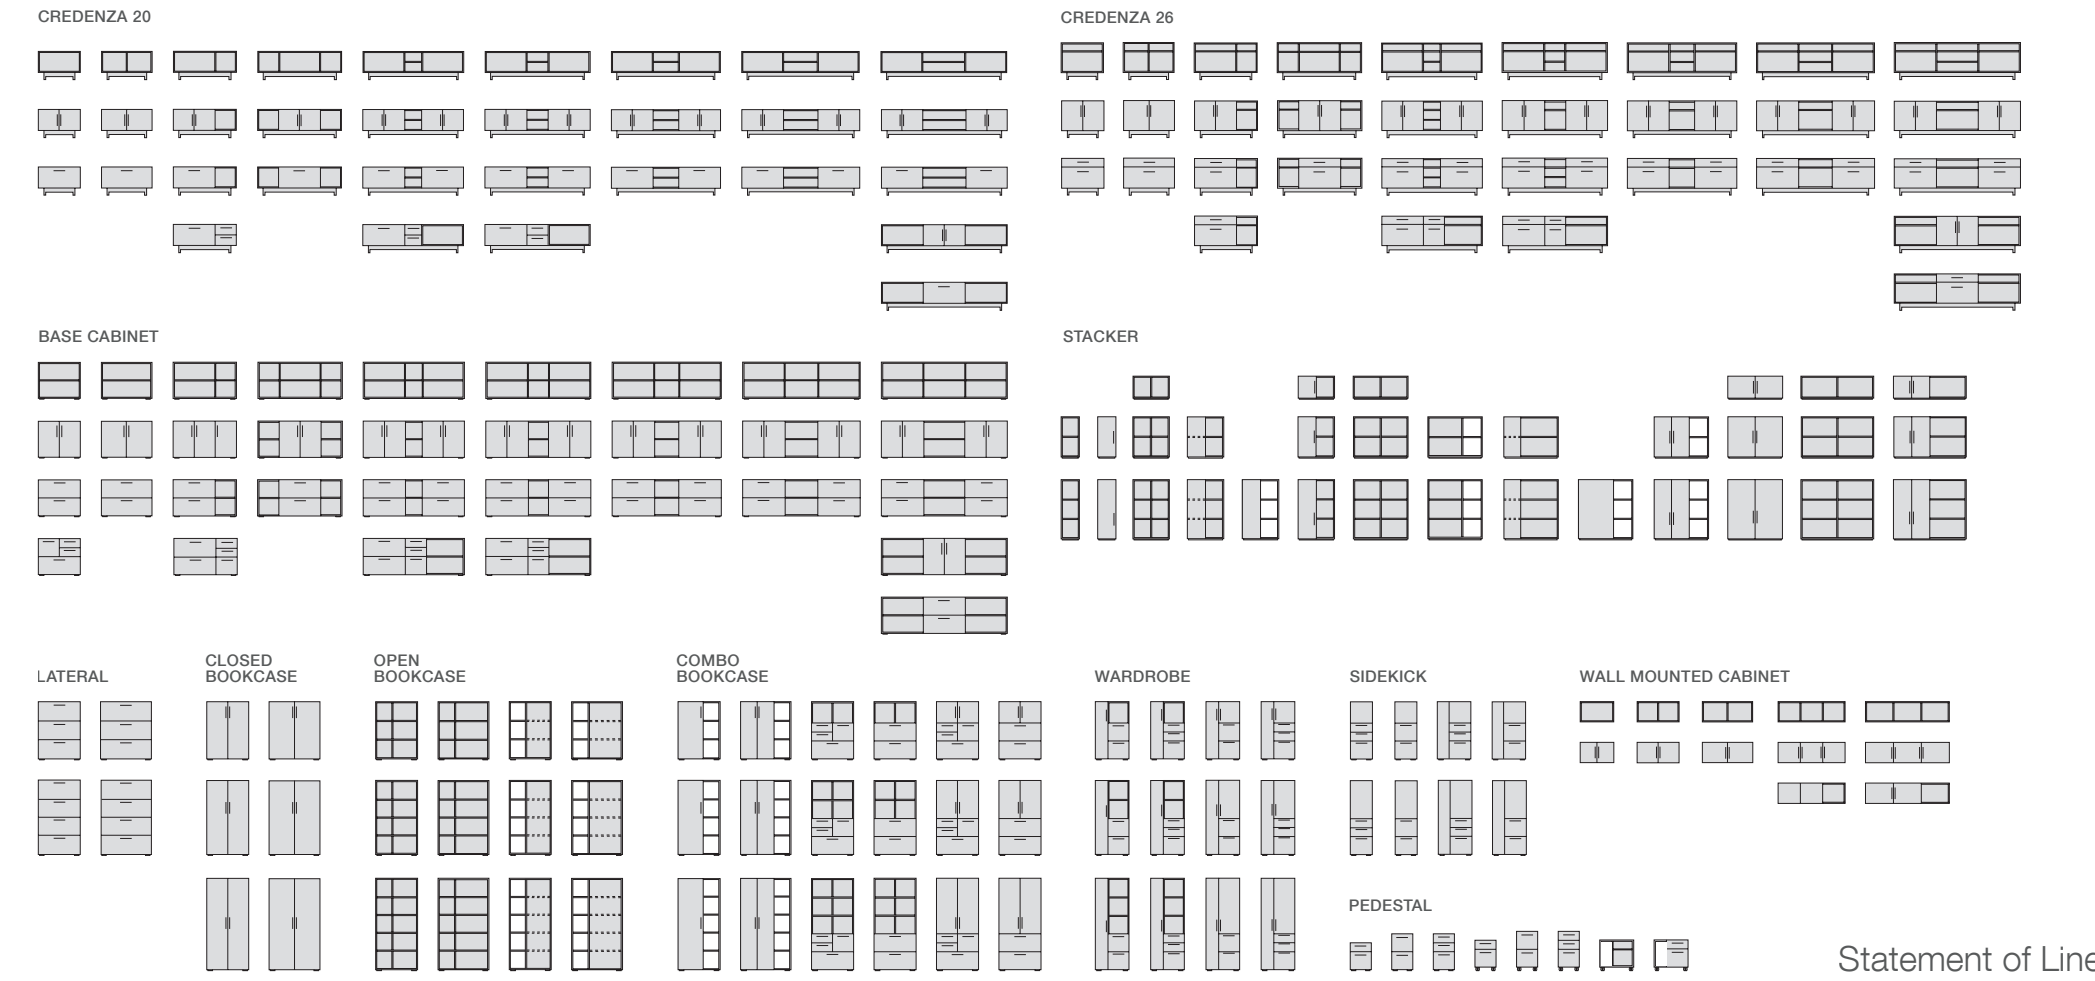 CREDENZA 20
CREDENZA 26
BASE CABINET
STACKER
LATERAL
CLOSED
BOOKCASE
OPEN
BOOKCASE
COMBO
BOOKCASE
WARDROBE
SIDEKICK
WALL MOUNTED CABINET
PEDESTAL
Statement of Line